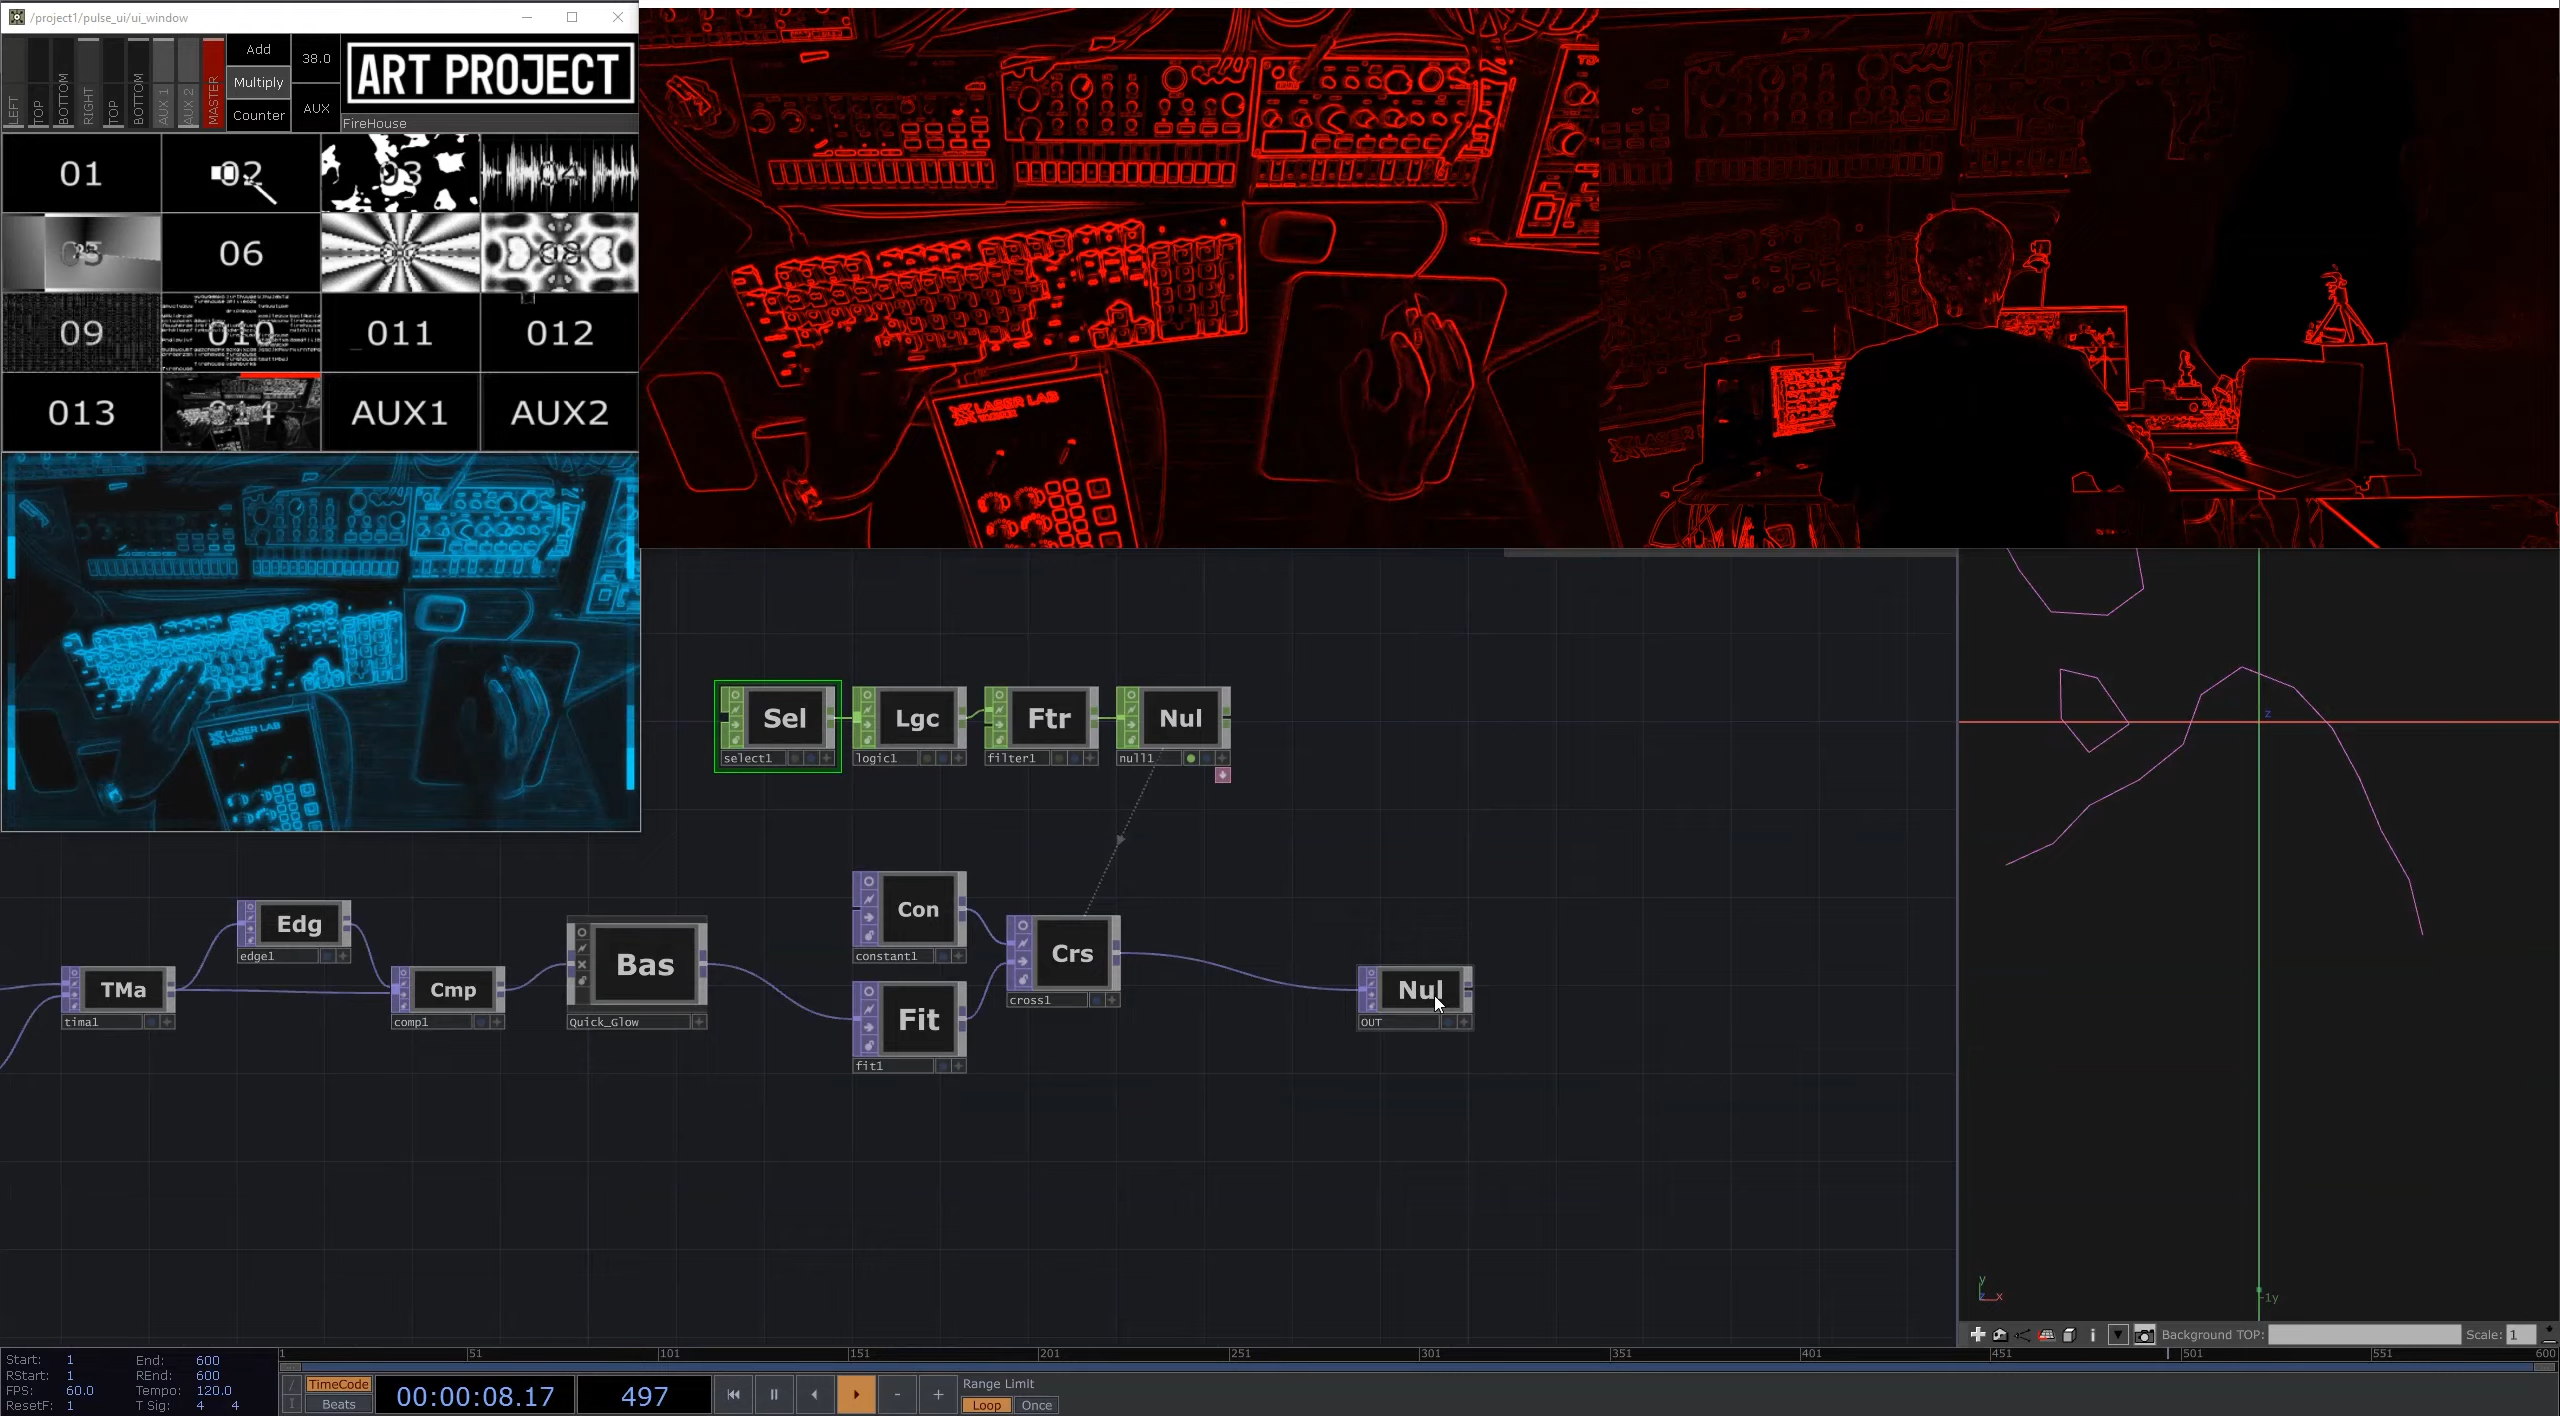 /project1/pulse_ui/ui_window
LEFT
TOP
BOTTOM
RIGHT
TOP
BOTTOM
AUX 1
AUX 2
MASTER
Add
Multiply
Counter
38.0
AUX
ART PROJECT
FireHouse
01
02
03
04
05
06
08
09
010
011
012
013
014
AUX1
AUX2
LASER LAB
LASER LAB
Sel
select1
Lgc
logic1
Ftr
filter1
Nul
null1
TMa
tima1
Edg
edge1
Cmp
comp1
Bas
Quick_Glow
Con
constant1
Fit
fit1
Crs
cross1
Nul
OUT
z
-1y
y
z
x
Background TOP:
Scale: 1
Start: 1 End: 600
RStart: 1 REnd: 600
FPS: 60.0 Tempo: 120.0
ResetF: 1 T Sig: 4 4
1 51 101 151 201 251 301 351 401 451 501 551 600
TimeCode
Beats
00:00:08.17
497
Range Limit
Loop Once